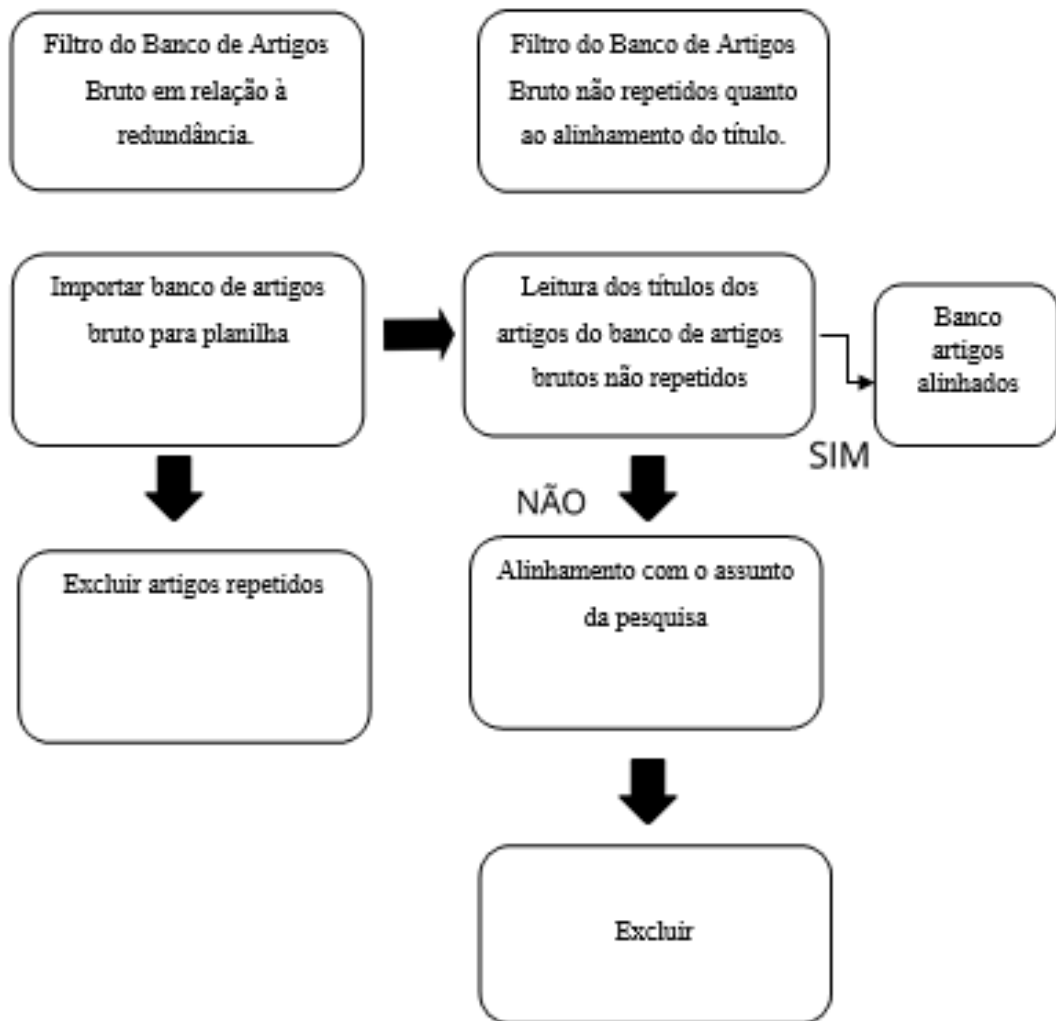 Filtro do Banco de Artigos
Bruto em relação à
redundância.
Filtro do Banco de Artigos
Bruto não repetidos quanto
ao alinhamento do título.
Importar banco de artigos
bruto para planilha
Leitura dos títulos dos
artigos do banco de artigos
brutos não repetidos
Banco
artigos
alinhados
SIM
NÃO
Excluir artigos repetidos
Alinhamento com o assunto
da pesquisa
Excluir